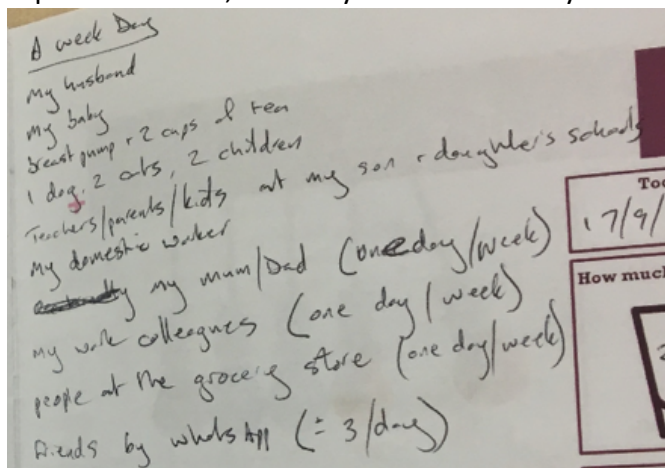 A week Day
My husband
My baby
breast pump + 2 cups of tea
1 dog, 2 cats, 2 children
Teachers/parents/kids at my son + daughter's schools
My domestic worker
my mum/Dad (one day/week)
my work colleagues (one day/week)
people at the grocery store (one day/week)
friends by whatsApp (± 3/day)
Too
17/9/
How much